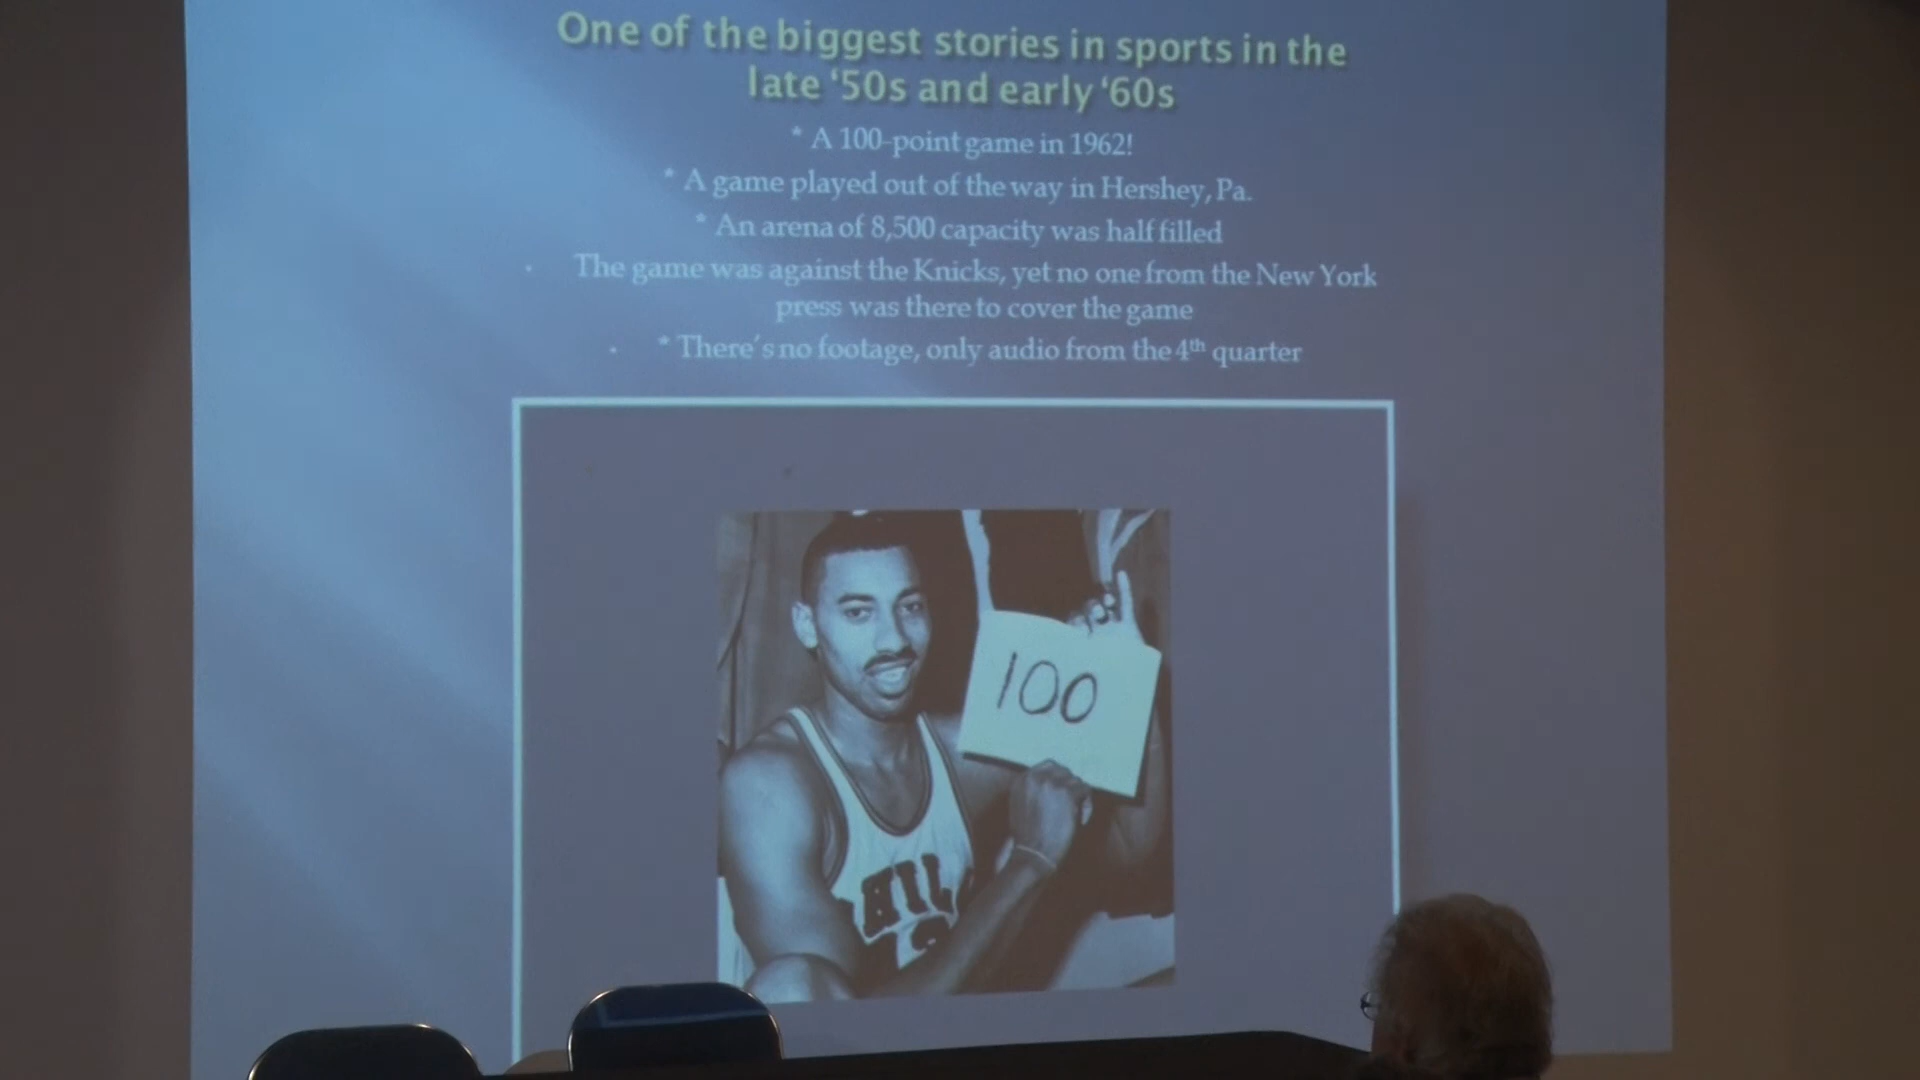 One of the biggest stories in sports in the
late ‘50s and early ‘60s
* A 100-point game in 1962!
* A game played out of the way in Hershey, Pa.
* An arena of 8,500 capacity was half filled
• The game was against the Knicks, yet no one from the New York
press was there to cover the game
• * There's no footage, only audio from the 4th quarter
100
PHIL
13